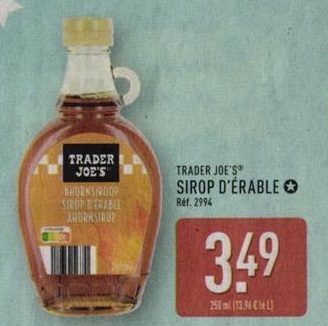 TRADER
JOE'S
AHORNSIROOP
SIROP D'ÉRABLE
AHORNSIRUP
TRADER JOE'S®
SIROP D'ÉRABLE
Réf. 2994
3.49
250 ml (13,96 € le L)